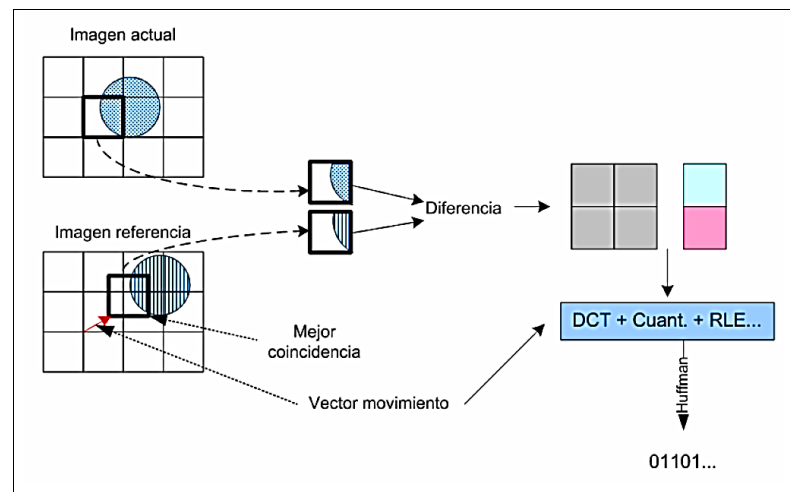 Imagen actual
Imagen referencia
Diferencia
Mejor
coincidencia
Vector movimiento
DCT + Cuant. + RLE...
Huffman
01101...